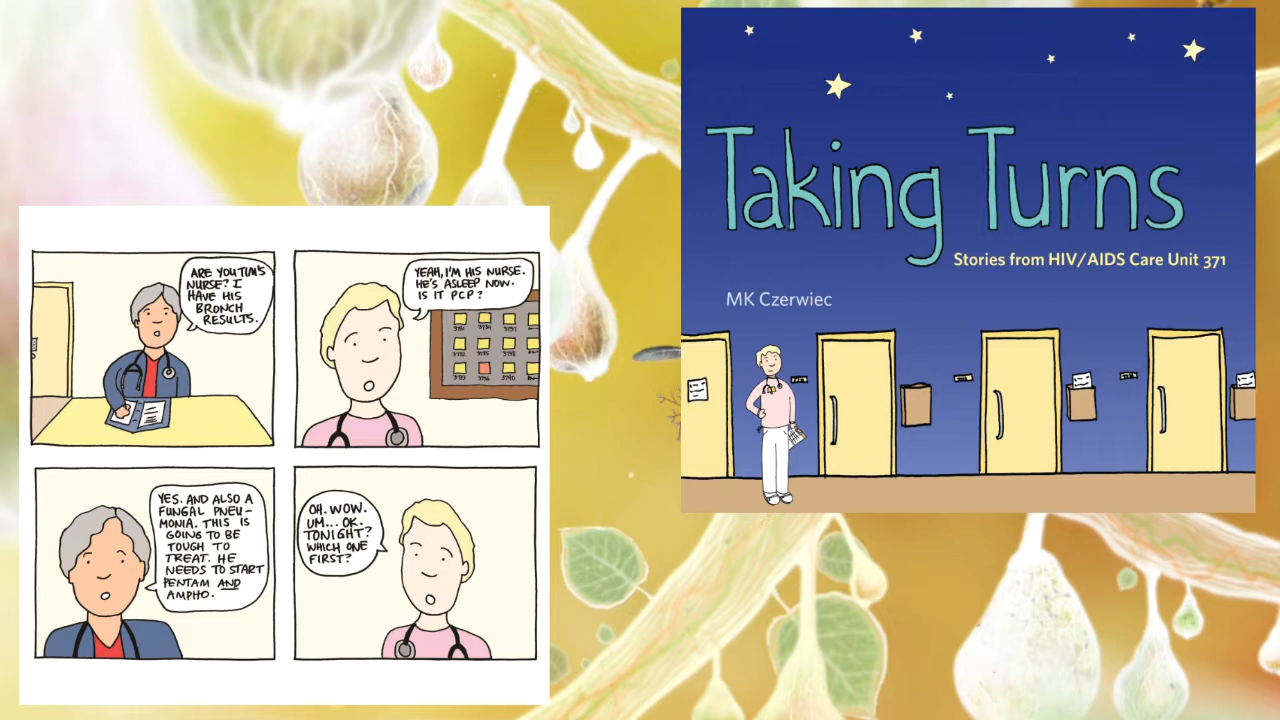 ARE YOU TIM'S
NURSE? I
HAVE HIS
BRONCH
RESULTS.
YEAH, I'M HIS NURSE.
HE'S ASLEEP NOW.
IS IT PCP?
YES. AND ALSO A
FUNGAL PNEU-
MONIA. THIS IS
GOING TO BE
TOUGH TO
TREAT. HE
NEEDS TO START
PENTAM AND
AMPHO.
OH. WOW.
UM... OK.
TONIGHT?
WHICH ONE
FIRST?
Taking Turns
Stories from HIV/AIDS Care Unit 371
MK Czerwiec